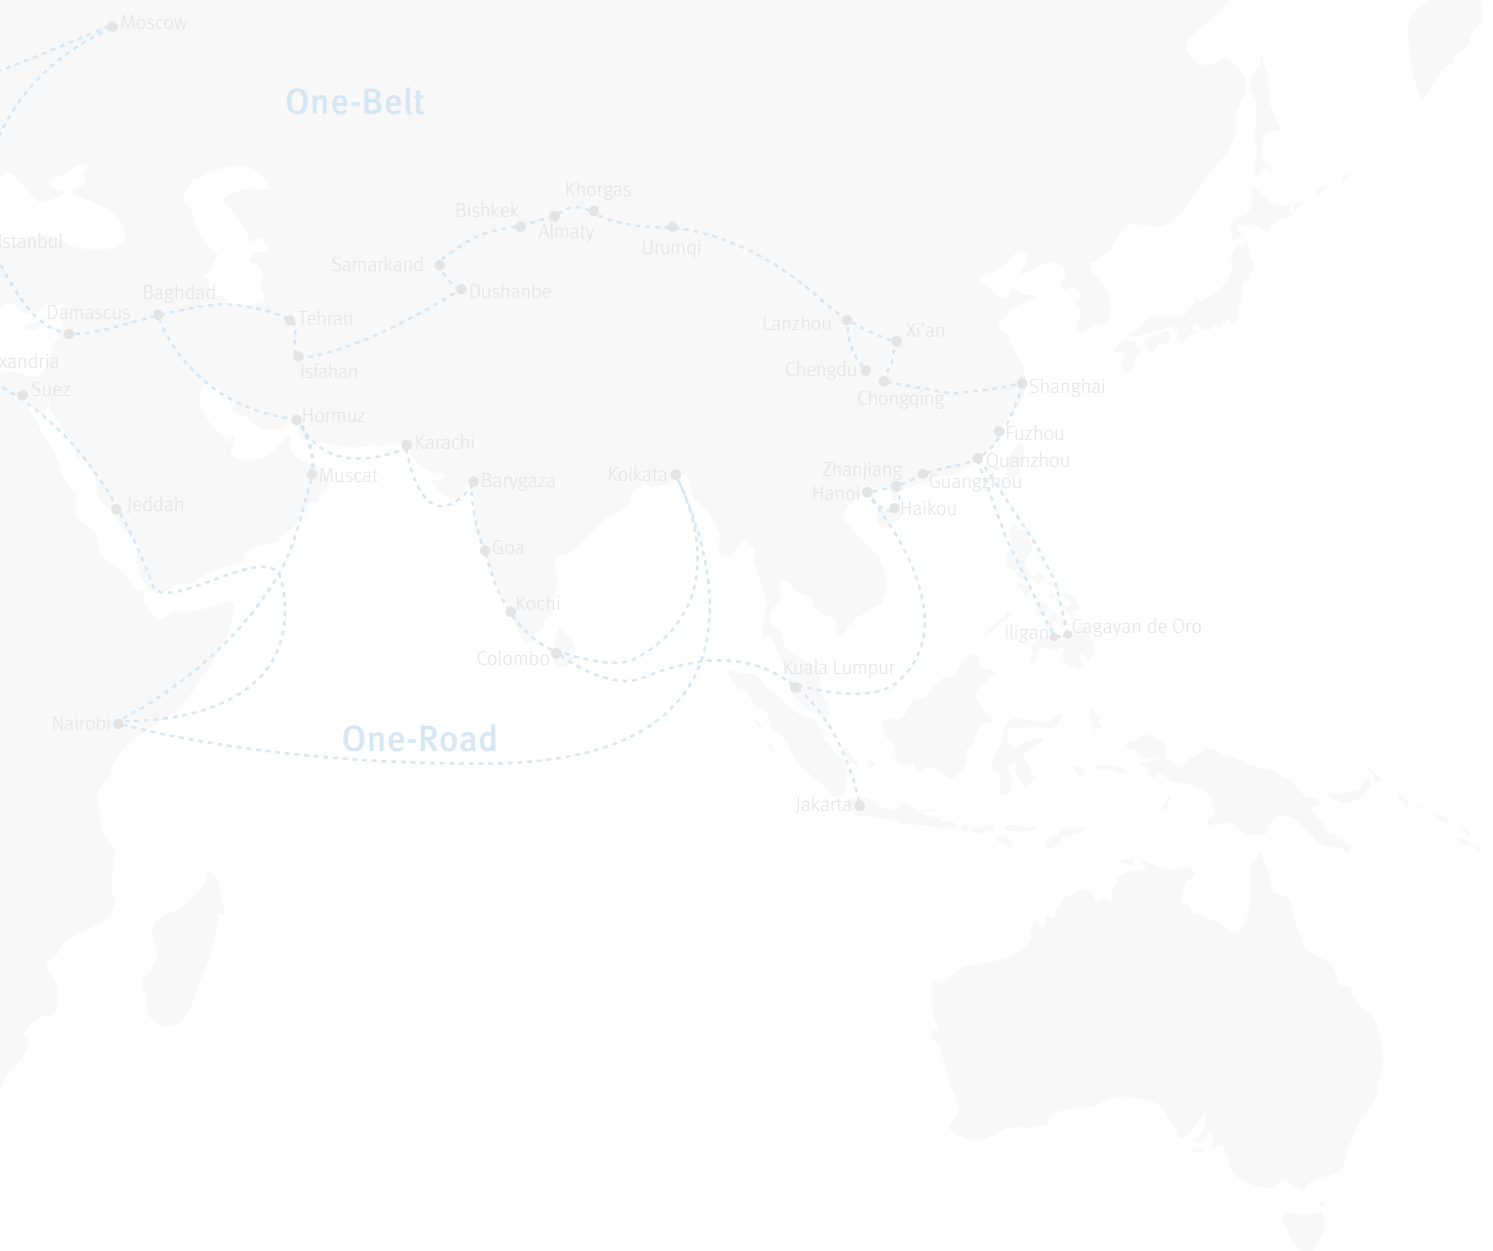 Moscow
One-Belt
Khorgas
Bishkek
Almaty
Istanbul
Urumqi
Samarkand
Baghdad
Dushanbe
Damascus
Tehran
Lanzhou
Xi'an
xandria
Isfahan
Chengdu
Suez
Shanghai
Chongqing
Hormuz
Fuzhou
Karachi
Quanzhou
Zhanjiang
Muscat
Barygaza
Kolkata
Guangzhou
Hanoi
Jeddah
Haikou
Goa
Kochi
Cagayan de Oro
Iligan
Colombo
Kuala Lumpur
Nairobi
One-Road
Jakarta